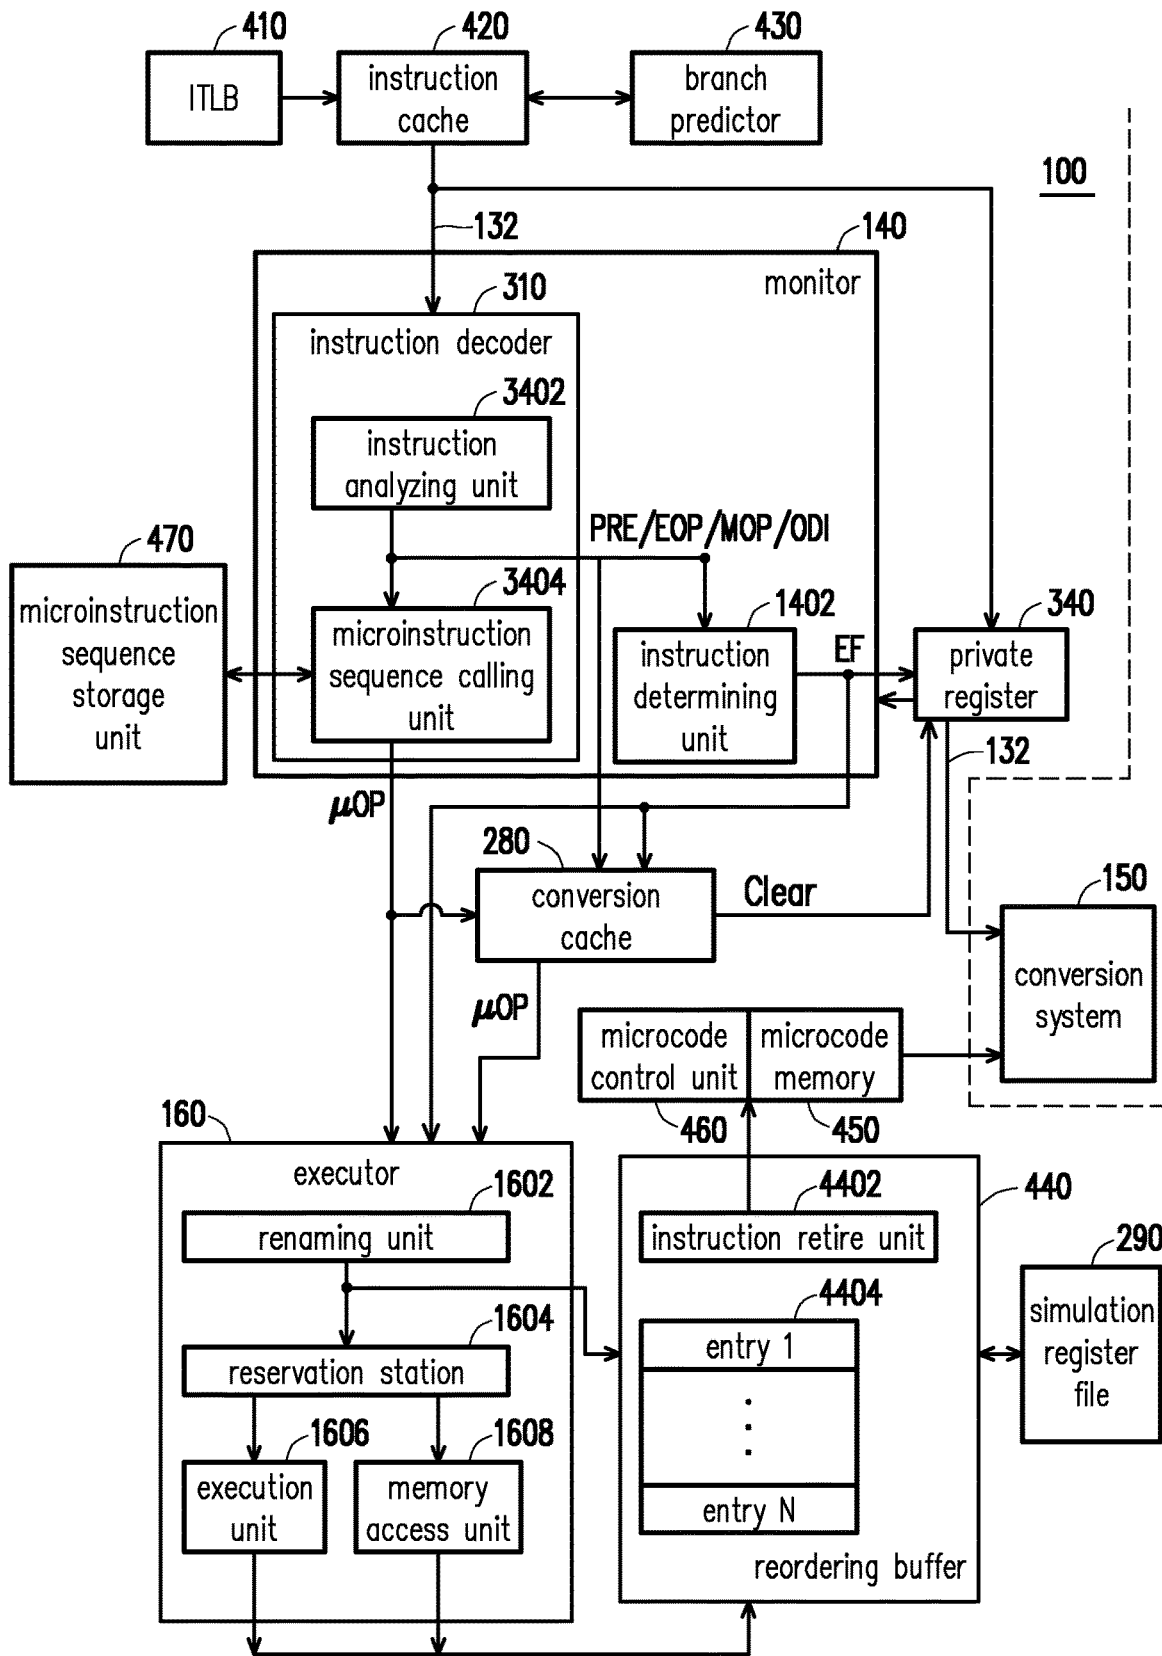 410
420
430
ITLB
instruction
cache
branch
predictor
100
132
140
monitor
310
instruction decoder
3402
instruction
analyzing unit
PRE/EOP/MOP/ODI
470
microinstruction
sequence
storage
unit
3404
microinstruction
sequence calling
unit
1402
instruction
determining
unit
EF
340
private
register
132
μOP
280
conversion
cache
Clear
150
conversion
system
μOP
microcode
control unit
microcode
memory
460
450
160
executor
1602
renaming unit
4402
instruction retire unit
440
290
simulation
register
file
4404
entry 1
entry N
1604
reservation station
1606
execution
unit
1608
memory
access unit
reordering buffer